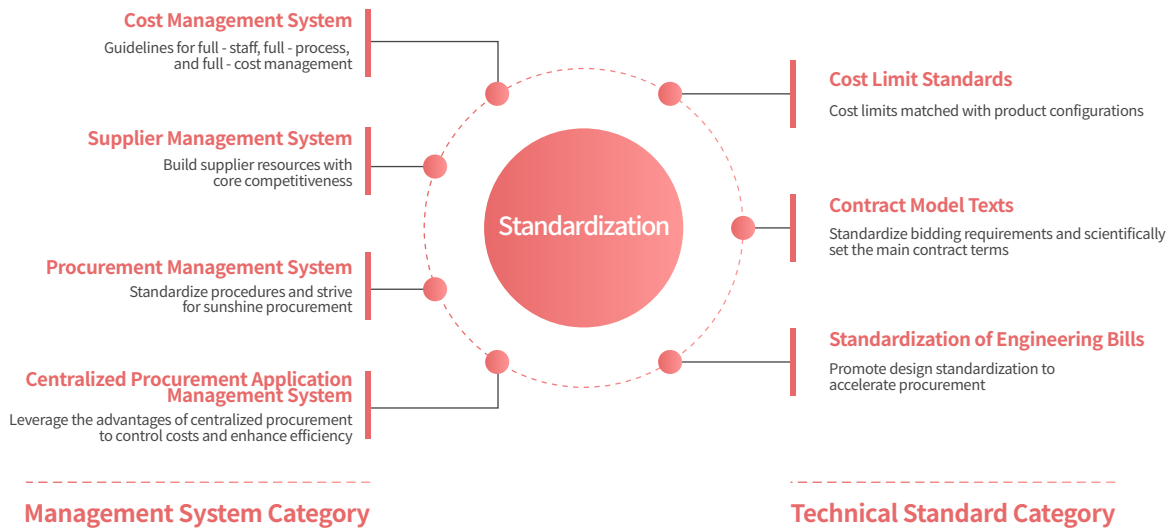 Cost Management System
Guidelines for full - staff, full - process,
and full - cost management
Supplier Management System
Build supplier resources with
core competitiveness
Procurement Management System
Standardize procedures and strive
for sunshine procurement
Centralized Procurement Application
Management System
Leverage the advantages of centralized procurement
to control costs and enhance efficiency
Management System Category
Standardization
Cost Limit Standards
Cost limits matched with product configurations
Contract Model Texts
Standardize bidding requirements and scientifically
set the main contract terms
Standardization of Engineering Bills
Promote design standardization to
accelerate procurement
Technical Standard Category